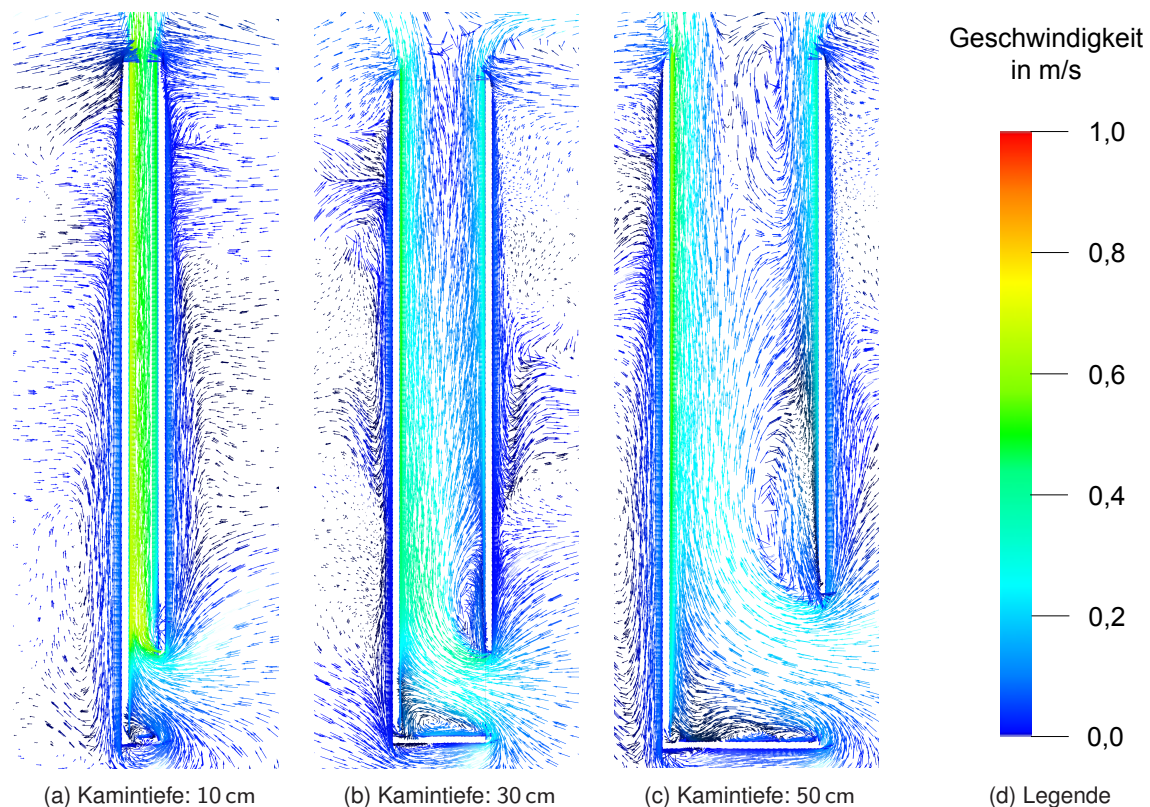 Geschwindigkeit
in m/s
1,0
0,8
0,6
0,4
0,2
0,0
(a) Kamintiefe: 10 cm
(b) Kamintiefe: 30 cm
(c) Kamintiefe: 50 cm
(d) Legende